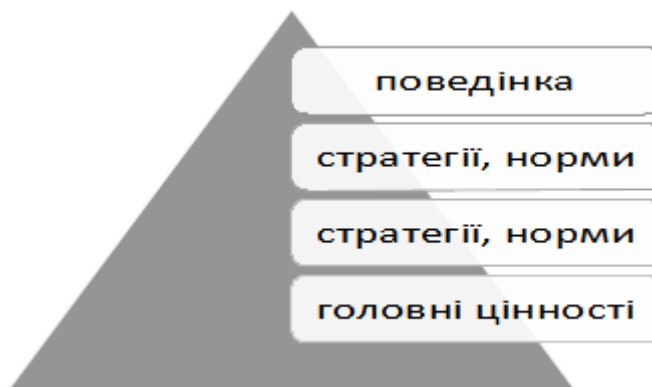 поведінка
стратегії, норми
стратегії, норми
головні цінності